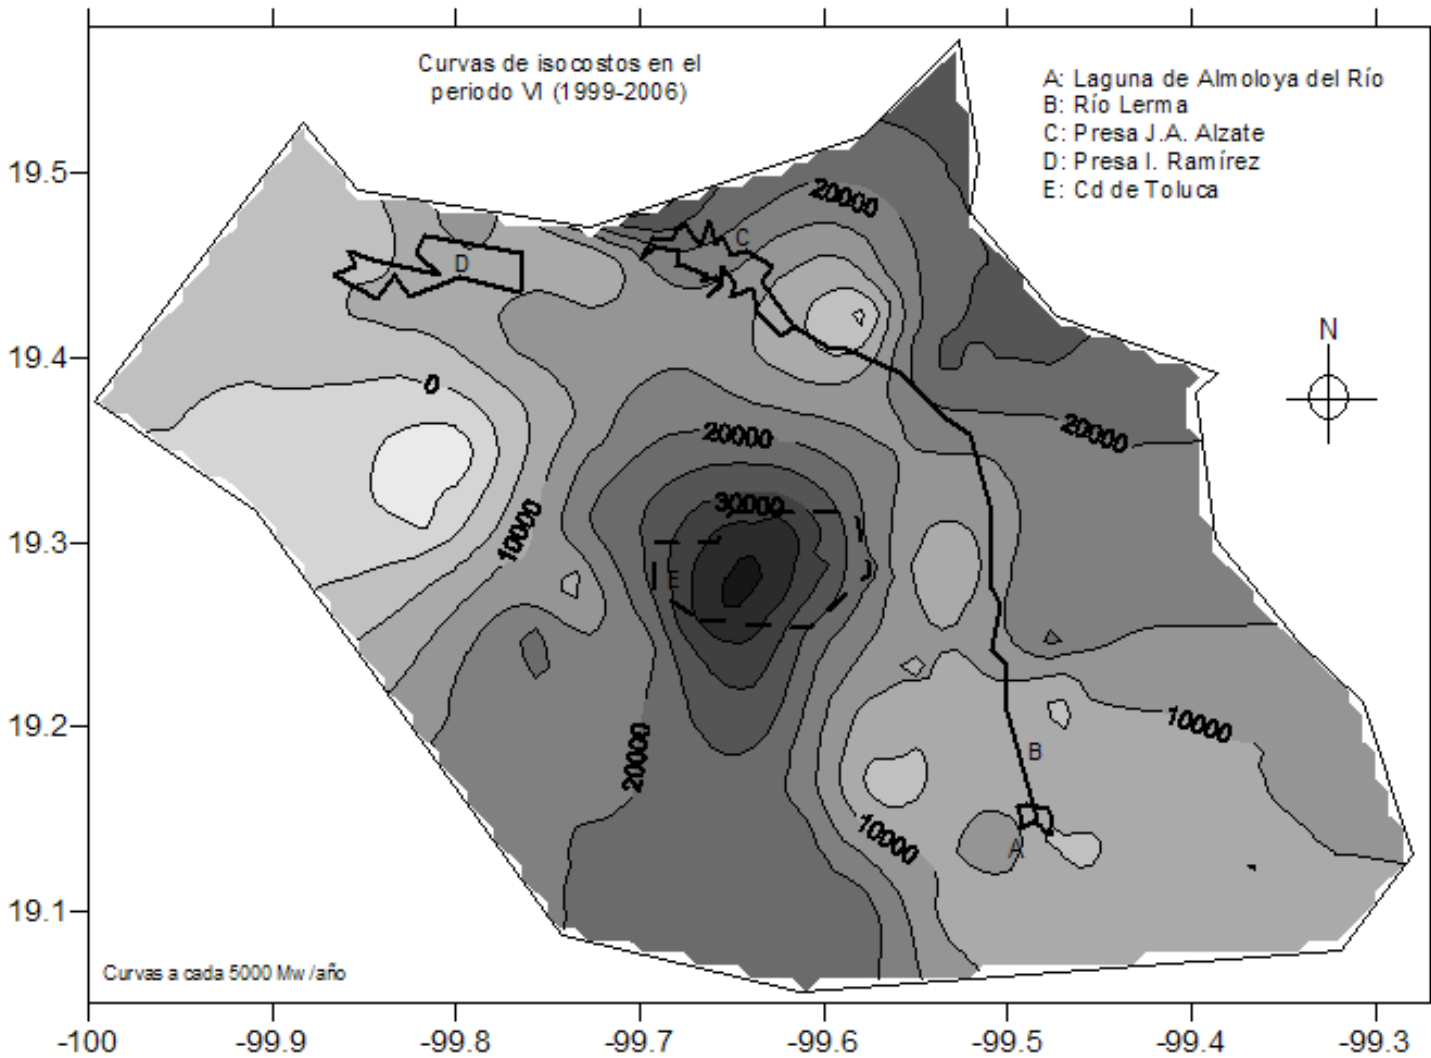 Curvas de isocostos en el
periodo VI (1999-2006)
A: Laguna de Almoloya del Río
B: Río Lerma
C: Presa J.A. Alzate
D: Presa I. Ramírez
E: Cd de Toluca
19.5
20000
C
D
N
19.4
0
20000
20000
30000
10000
19.3
E
19.2
10000
20000
B
10000
A
19.1
Curvas a cada 5000 Mw/año
-100
-99.9
-99.8
-99.7
-99.6
-99.5
-99.4
-99.3